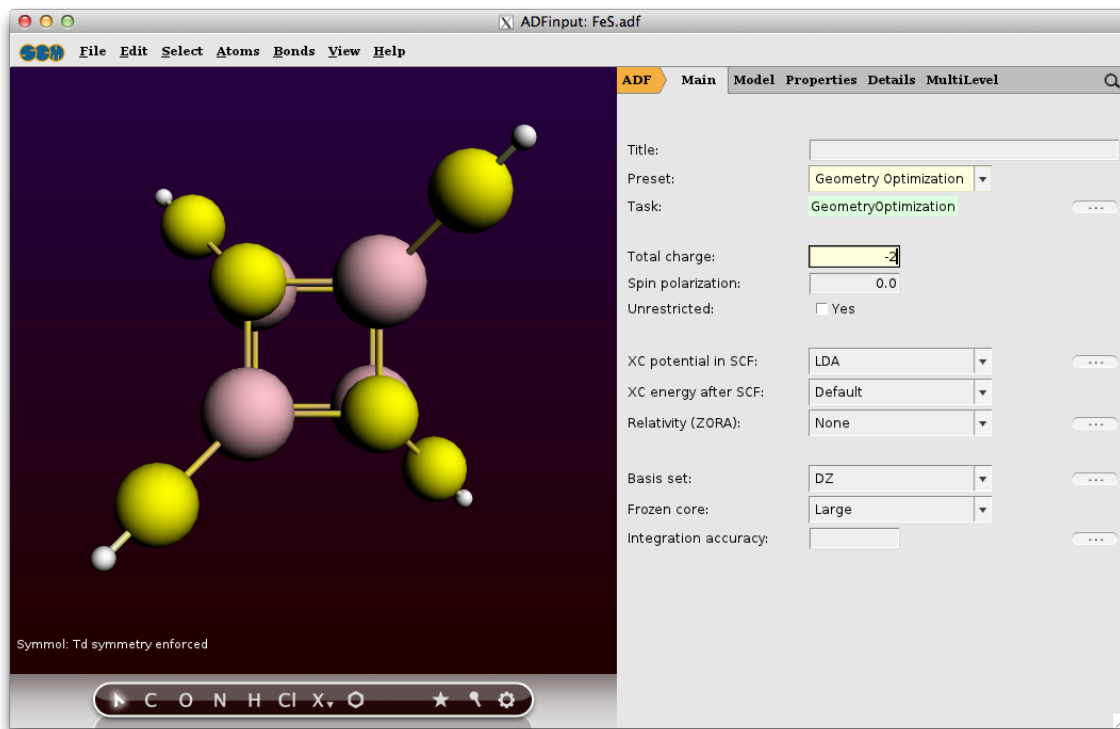 X ADFinput: FeS.adf
SCM File Edit Select Atoms Bonds View Help
ADF Main Model Properties Details MultiLevel
Title:
Preset: Geometry Optimization
Task: GeometryOptimization ...
Total charge: -2
Spin polarization: 0.0
Unrestricted: Yes
XC potential in SCF: LDA ...
XC energy after SCF: Default
Relativity (ZORA): None ...
Basis set: DZ ...
Frozen core: Large
Integration accuracy: ...
Symmol: Td symmetry enforced
C O N H Cl X